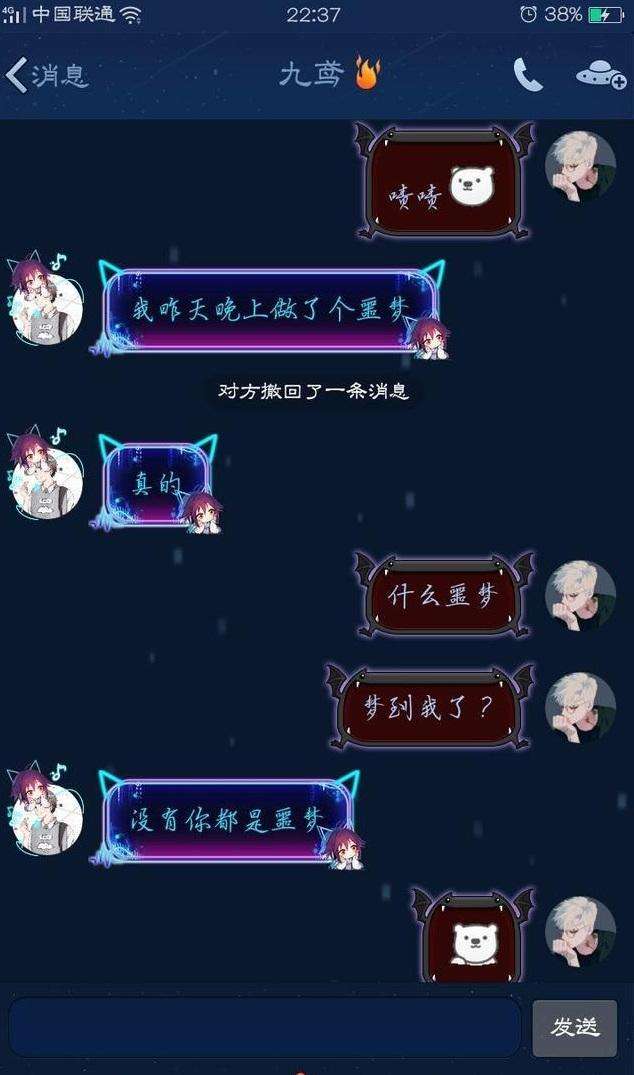 4G 中国联通 22:37 38%
消息 九鸢🔥
啧啧
我昨天晚上做了个噩梦
对方撤回了一条消息
真的
什么噩梦
梦到我了？
没有你都是噩梦
发送